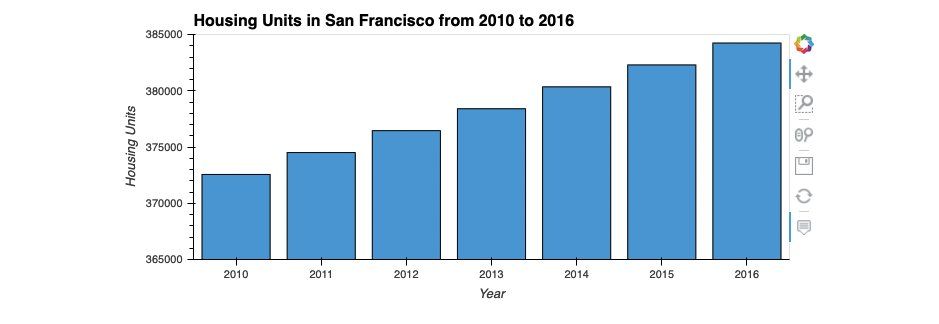 Housing Units in San Francisco from 2010 to 2016
385000
380000
375000
370000
365000
Housing Units
2010 2011 2012 2013 2014 2015 2016
Year